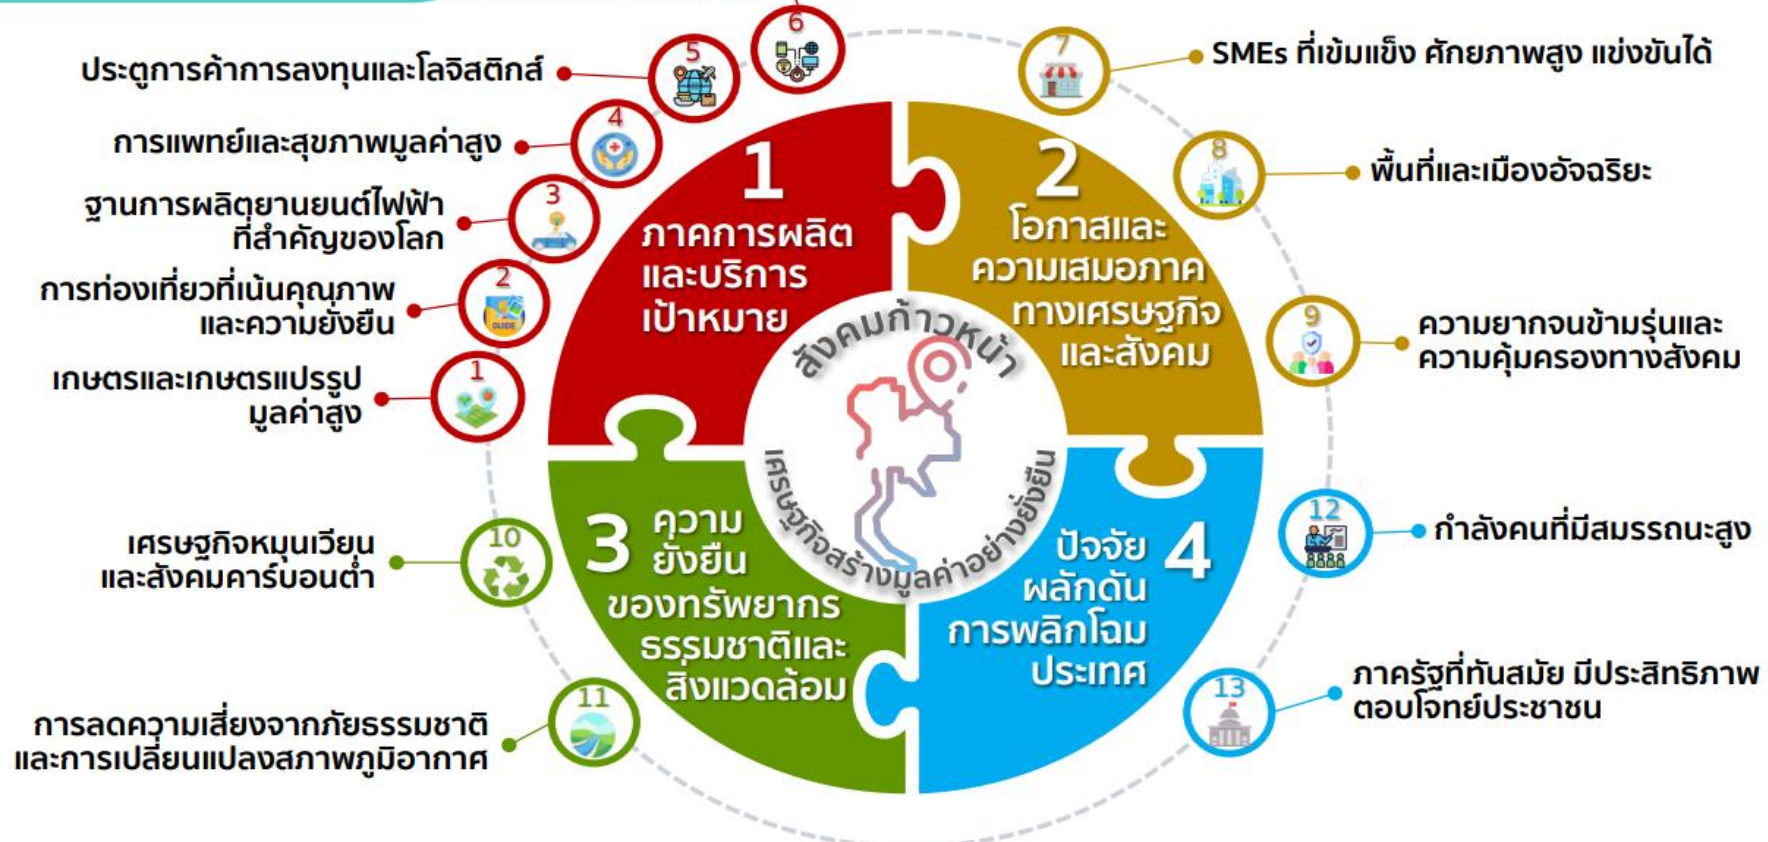 6
5
ประตูการค้าการลงทุนและโลจิสติกส์
4
การแพทย์และสุขภาพมูลค่าสูง
3
ฐานการผลิตยานยนต์ไฟฟ้า
ที่สำคัญของโลก
2
GUIDE
การท่องเที่ยวที่เน้นคุณภาพ
และความยั่งยืน
1
เกษตรและเกษตรแปรรูป
มูลค่าสูง
1
ภาคการผลิต
และบริการ
เป้าหมาย
2
โอกาสและ
ความเสมอภาค
ทางเศรษฐกิจ
และสังคม
7
SMEs ที่เข้มแข็ง ศักยภาพสูง แข่งขันได้
8
พื้นที่และเมืองอัจฉริยะ
9
ความยากจนข้ามรุ่นและ
ความคุ้มครองทางสังคม
สังคมก้าวหน้า
เศรษฐกิจสร้างมูลค่าอย่างยั่งยืน
3
ความ
ยั่งยืน
ของทรัพยากร
ธรรมชาติและ
สิ่งแวดล้อม
10
เศรษฐกิจหมุนเวียน
และสังคมคาร์บอนต่ำ
11
การลดความเสี่ยงจากภัยธรรมชาติ
และการเปลี่ยนแปลงสภาพภูมิอากาศ
4
ปัจจัย
ผลักดัน
การพลิกโฉม
ประเทศ
12
กำลังคนที่มีสมรรถนะสูง
13
ภาครัฐที่ทันสมัย มีประสิทธิภาพ
ตอบโจทย์ประชาชน